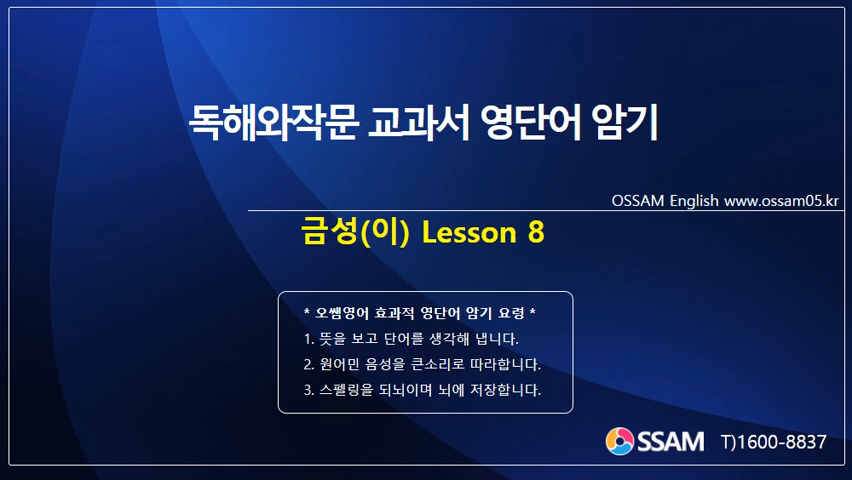 독해와작문 교과서 영단어 암기
OSSAM English www.ossam05.kr
금성(이) Lesson 8
* 오쌤영어 효과적 영단어 암기 요령 *
1. 뜻을 보고 단어를 생각해 냅니다.
2. 원어민 음성을 큰소리로 따라합니다.
3. 스펠링을 되뇌이며 뇌에 저장합니다.
OSSAM T)1600-8837